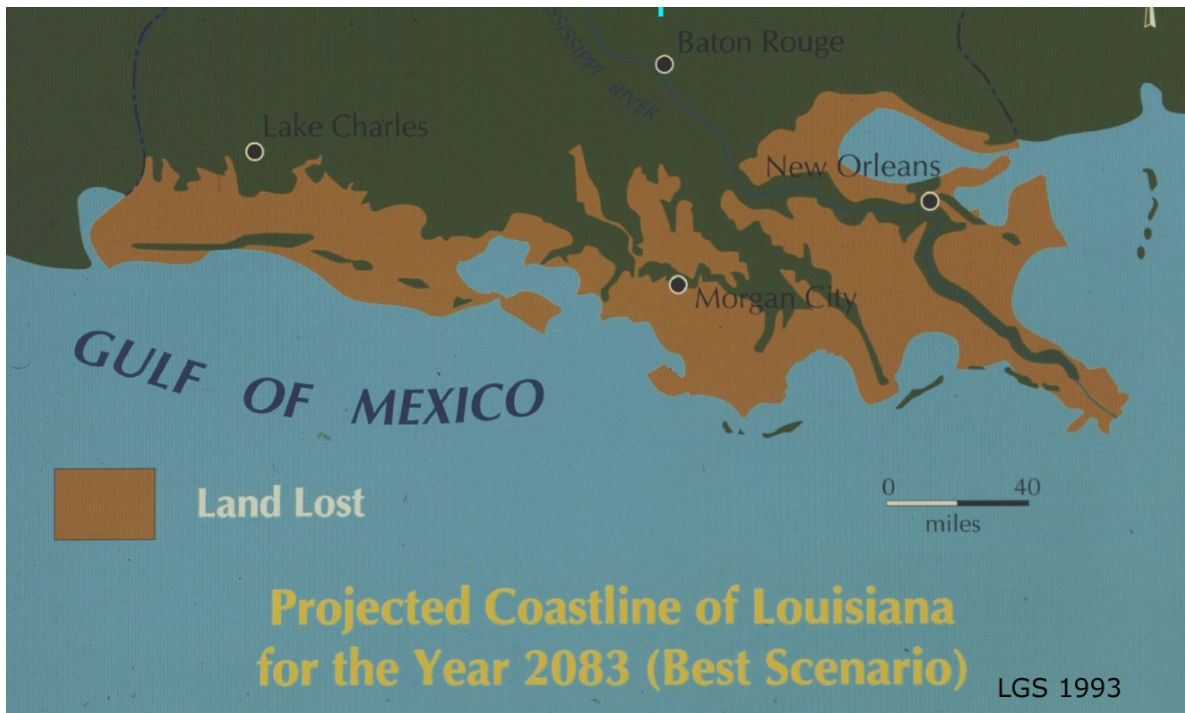 Baton Rouge
MISSISSIPPI RIVER
Lake Charles
New Orleans
Morgan City
GULF OF MEXICO
0 40
miles
Land Lost
Projected Coastline of Louisiana
for the Year 2083 (Best Scenario)
LGS 1993